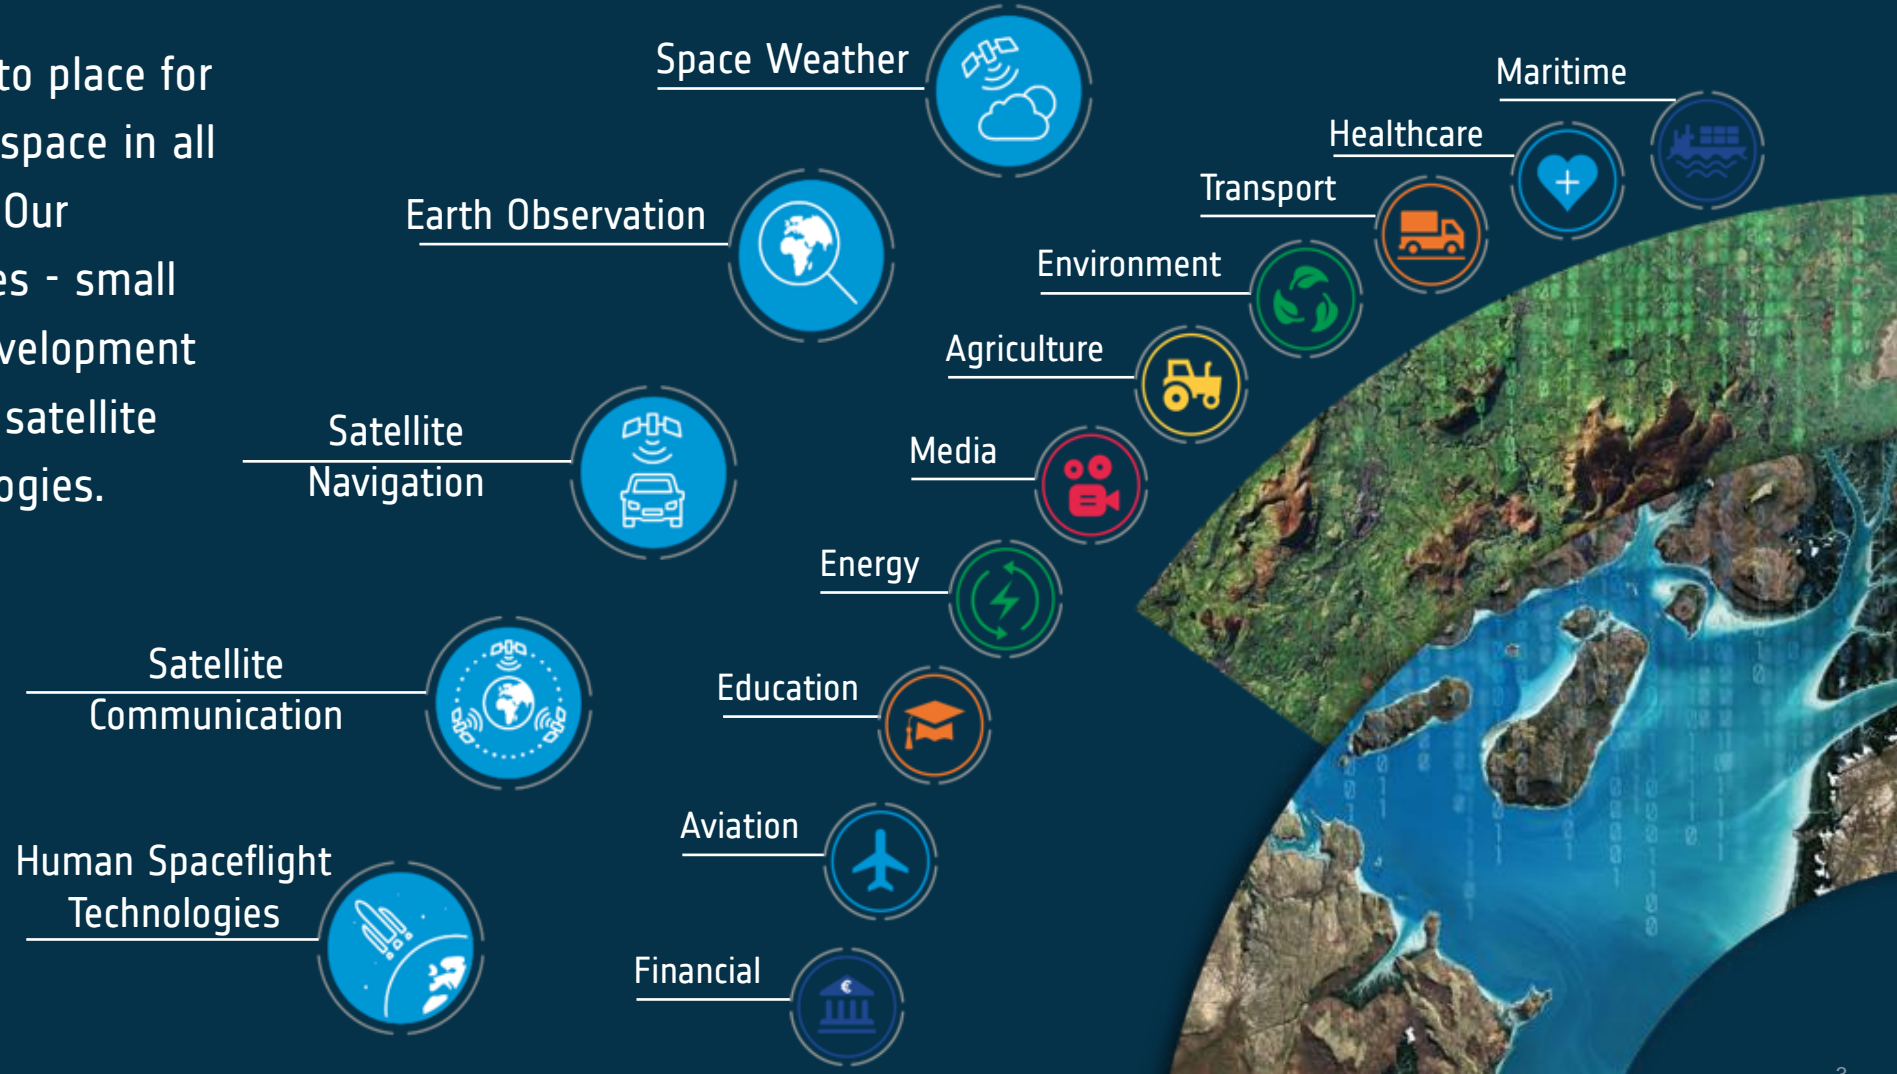 to place for
space in all
Our
es - small
velopment
satellite
ogies.
Space Weather
Earth Observation
Satellite
Navigation
Satellite
Communication
Human Spaceflight
Technologies
Maritime
Healthcare
Transport
Environment
Agriculture
Media
Energy
Education
Aviation
Financial
€